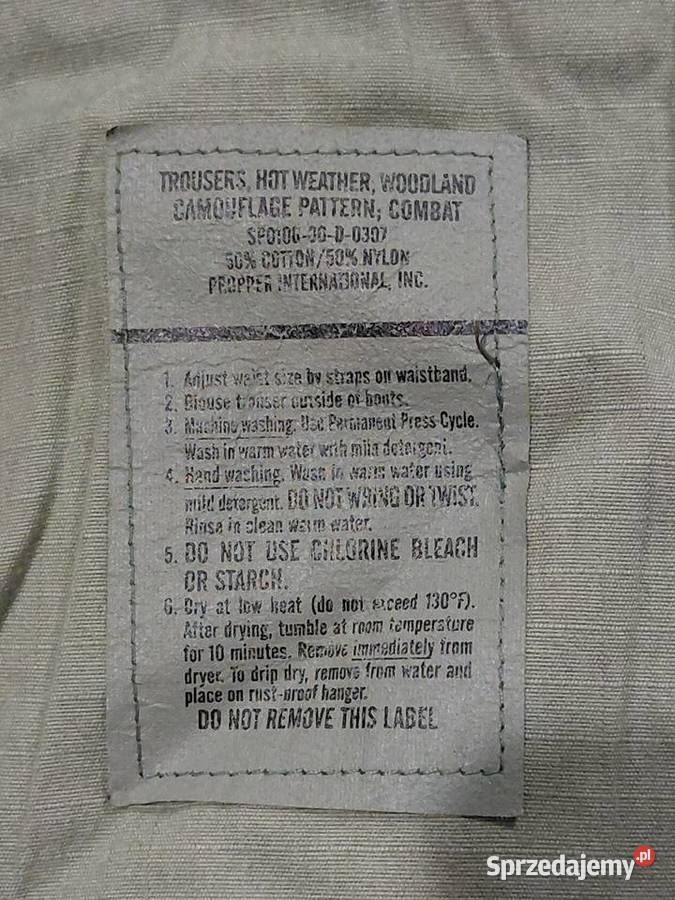 TROUSERS, HOT WEATHER, WOODLAND
CAMOUFLAGE PATTERN, COMBAT
SP0100-00-D-0307
50% COTTON/50% NYLON
PROPPER INTERNATIONAL, INC.
1. Adjust waist size by straps on waistband.
2. Blouse trouser outside of boots.
3. Machine washing: Use Permanent Press Cycle.
Wash in warm water with mild detergent.
4. Hand washing. Wash in warm water using
mild detergent. DO NOT WRING OR TWIST.
Rinse in clean warm water.
5. DO NOT USE CHLORINE BLEACH
OR STARCH.
6. Dry at low heat (do not exceed 130°F).
After drying, tumble at room temperature
for 10 minutes. Remove immediately from
dryer. To drip dry, remove from water and
place on rust-proof hanger.
DO NOT REMOVE THIS LABEL
Sprzedajemy.pl